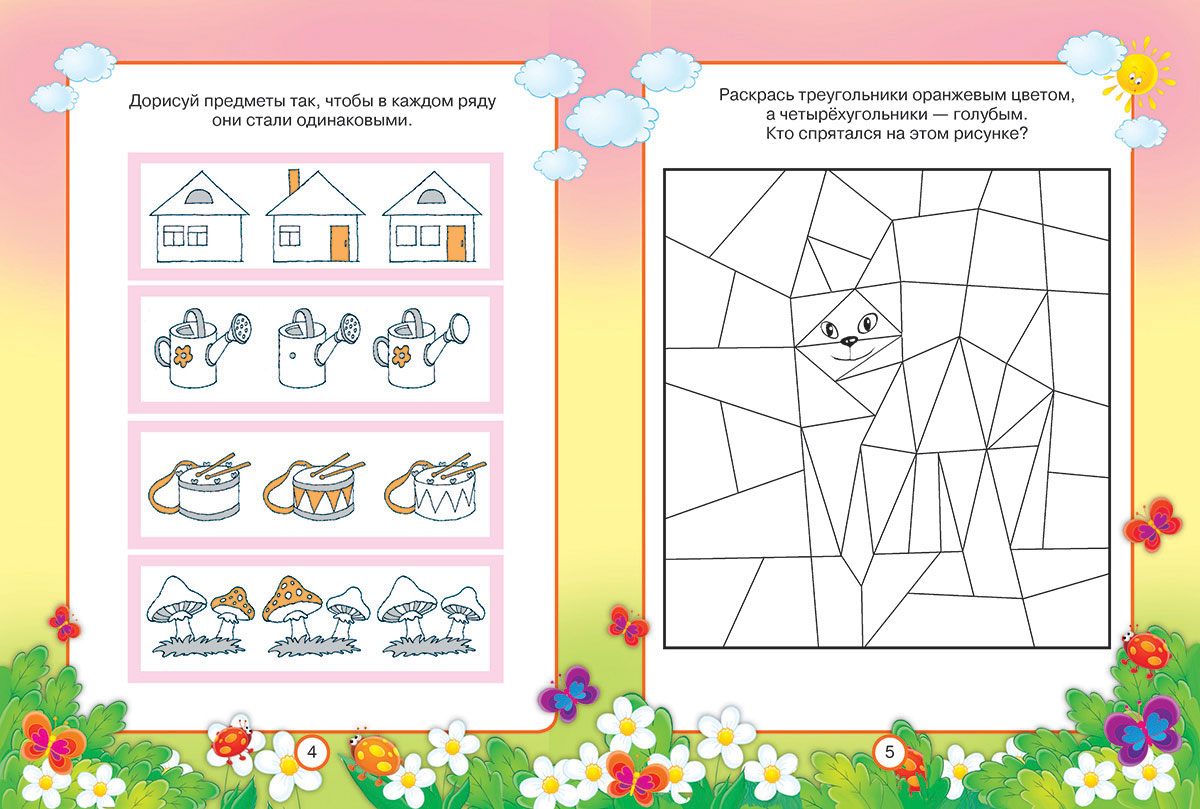 Дорисуй предметы так, чтобы в каждом ряду
они стали одинаковыми.
4
Раскрась треугольники оранжевым цветом,
а четырёхугольники — голубым.
Кто спрятался на этом рисунке?
5